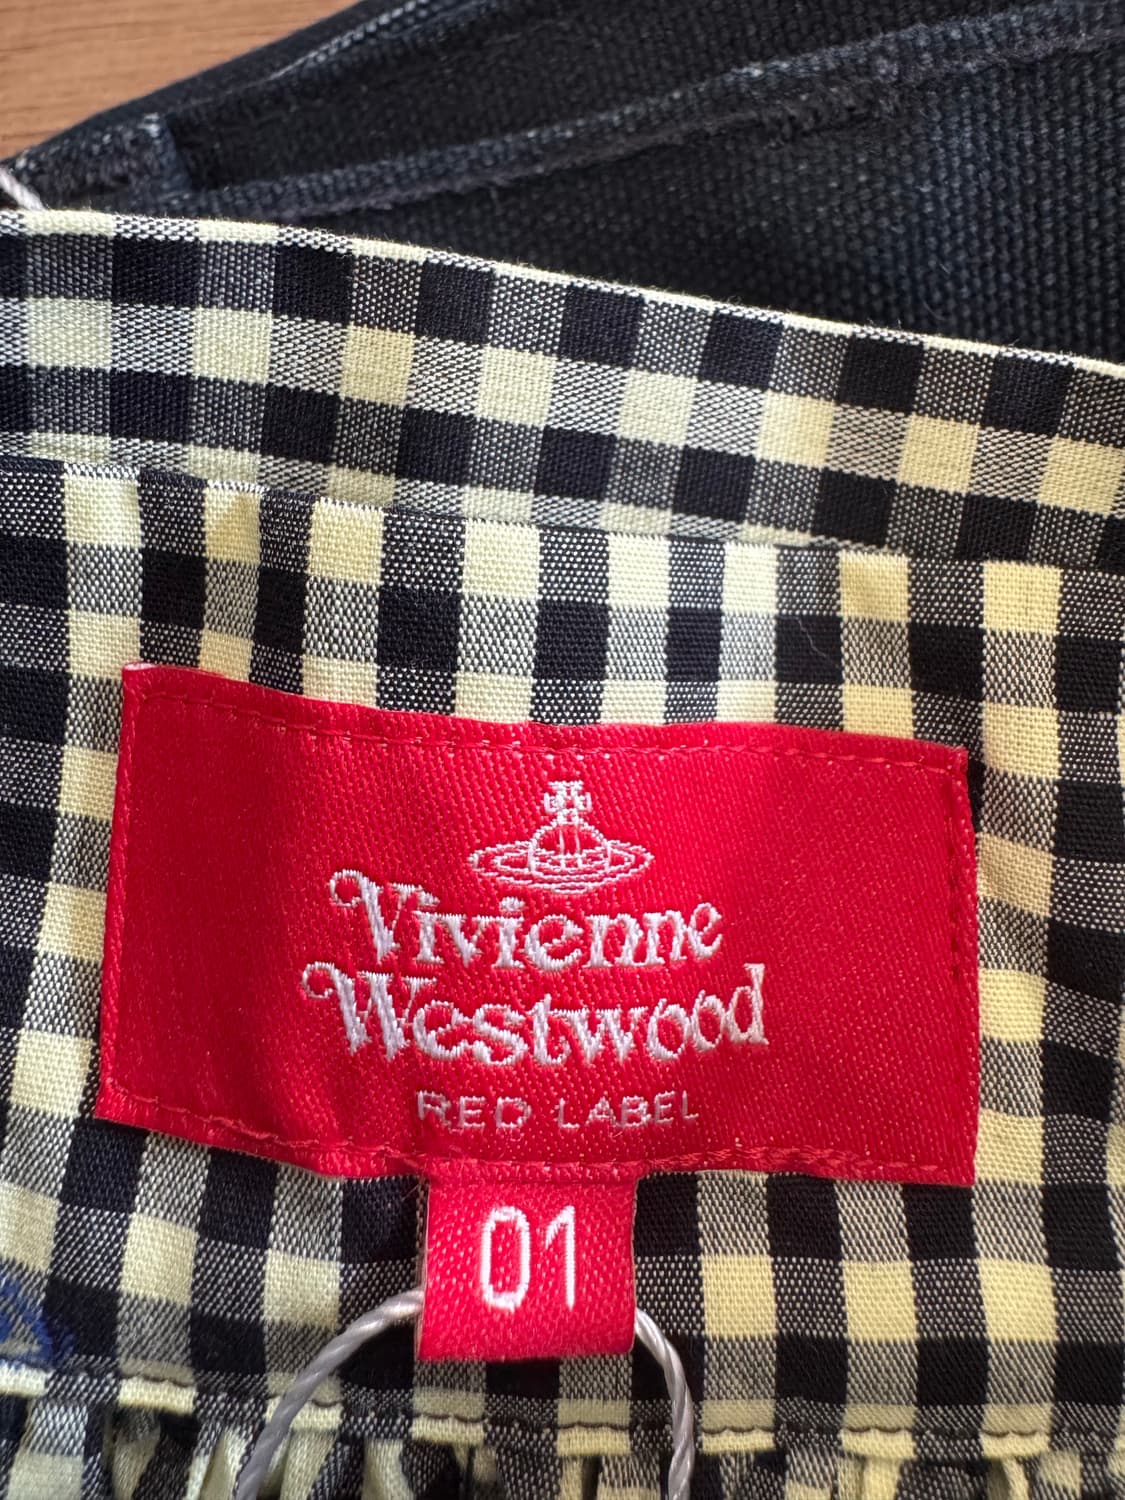 Vivienne
Westwood
RED LABEL
01